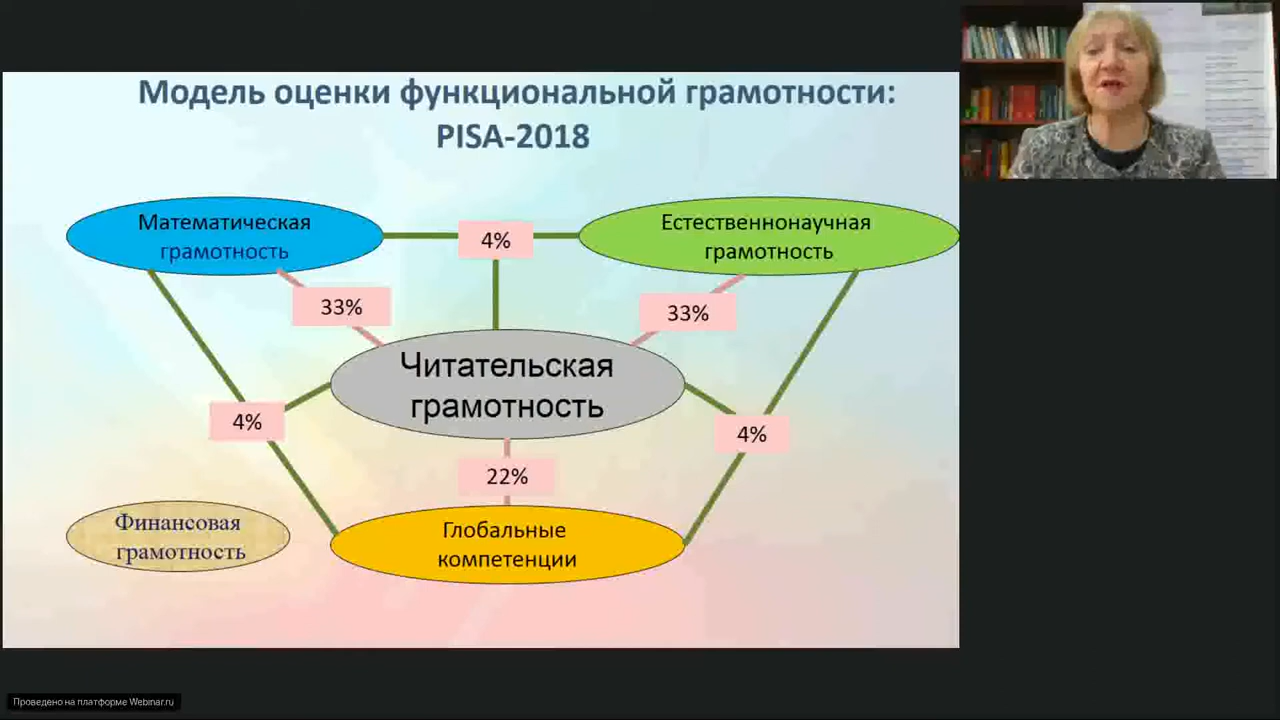 Модель оценки функциональной грамотности:
PISA-2018
Математическая
грамотность
4%
Естественнонаучная
грамотность
33%
33%
Читательская
грамотность
4%
4%
22%
Финансовая
грамотность
Глобальные
компетенции
Проведено на платформе Webinar.ru